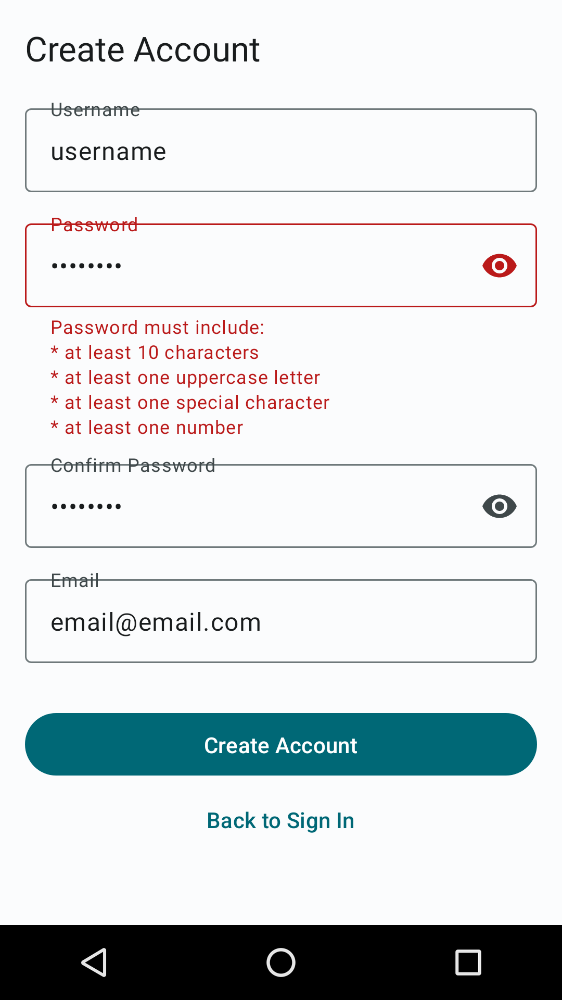 Create Account
Username
username
Password
••••••••
Password must include:
* at least 10 characters
* at least one uppercase letter
* at least one special character
* at least one number
Confirm Password
••••••••
Email
email@email.com
Create Account
Back to Sign In